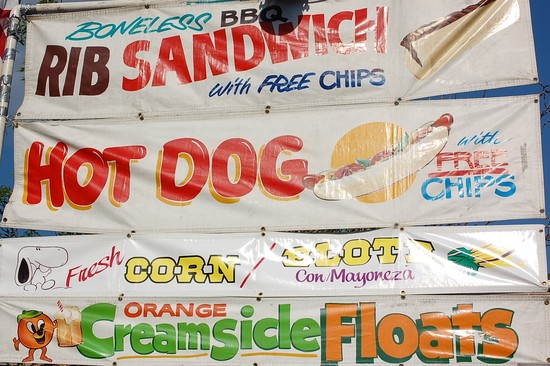 BONELESS BBQ
RIB SANDWICH
with FREE CHIPS
HOT DOG
with
FREE
CHIPS
Fresh CORN / ELOTE
Con Mayoneza
ORANGE
Creamsicle Floats